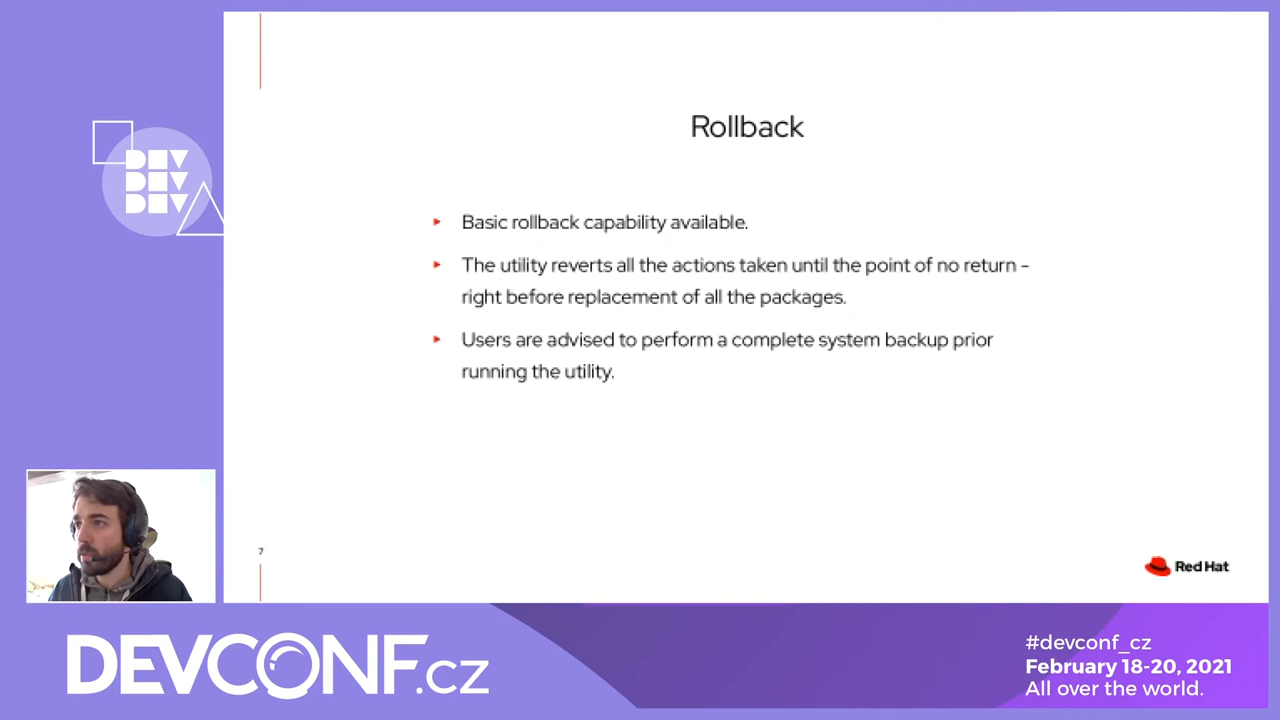 DEV
DEV
DEV
Rollback
Basic rollback capability available.
The utility reverts all the actions taken until the point of no return -
right before replacement of all the packages.
Users are advised to perform a complete system backup prior
running the utility.
7
Red Hat
DEVCONF.cz
#devconf_cz
February 18-20, 2021
All over the world.